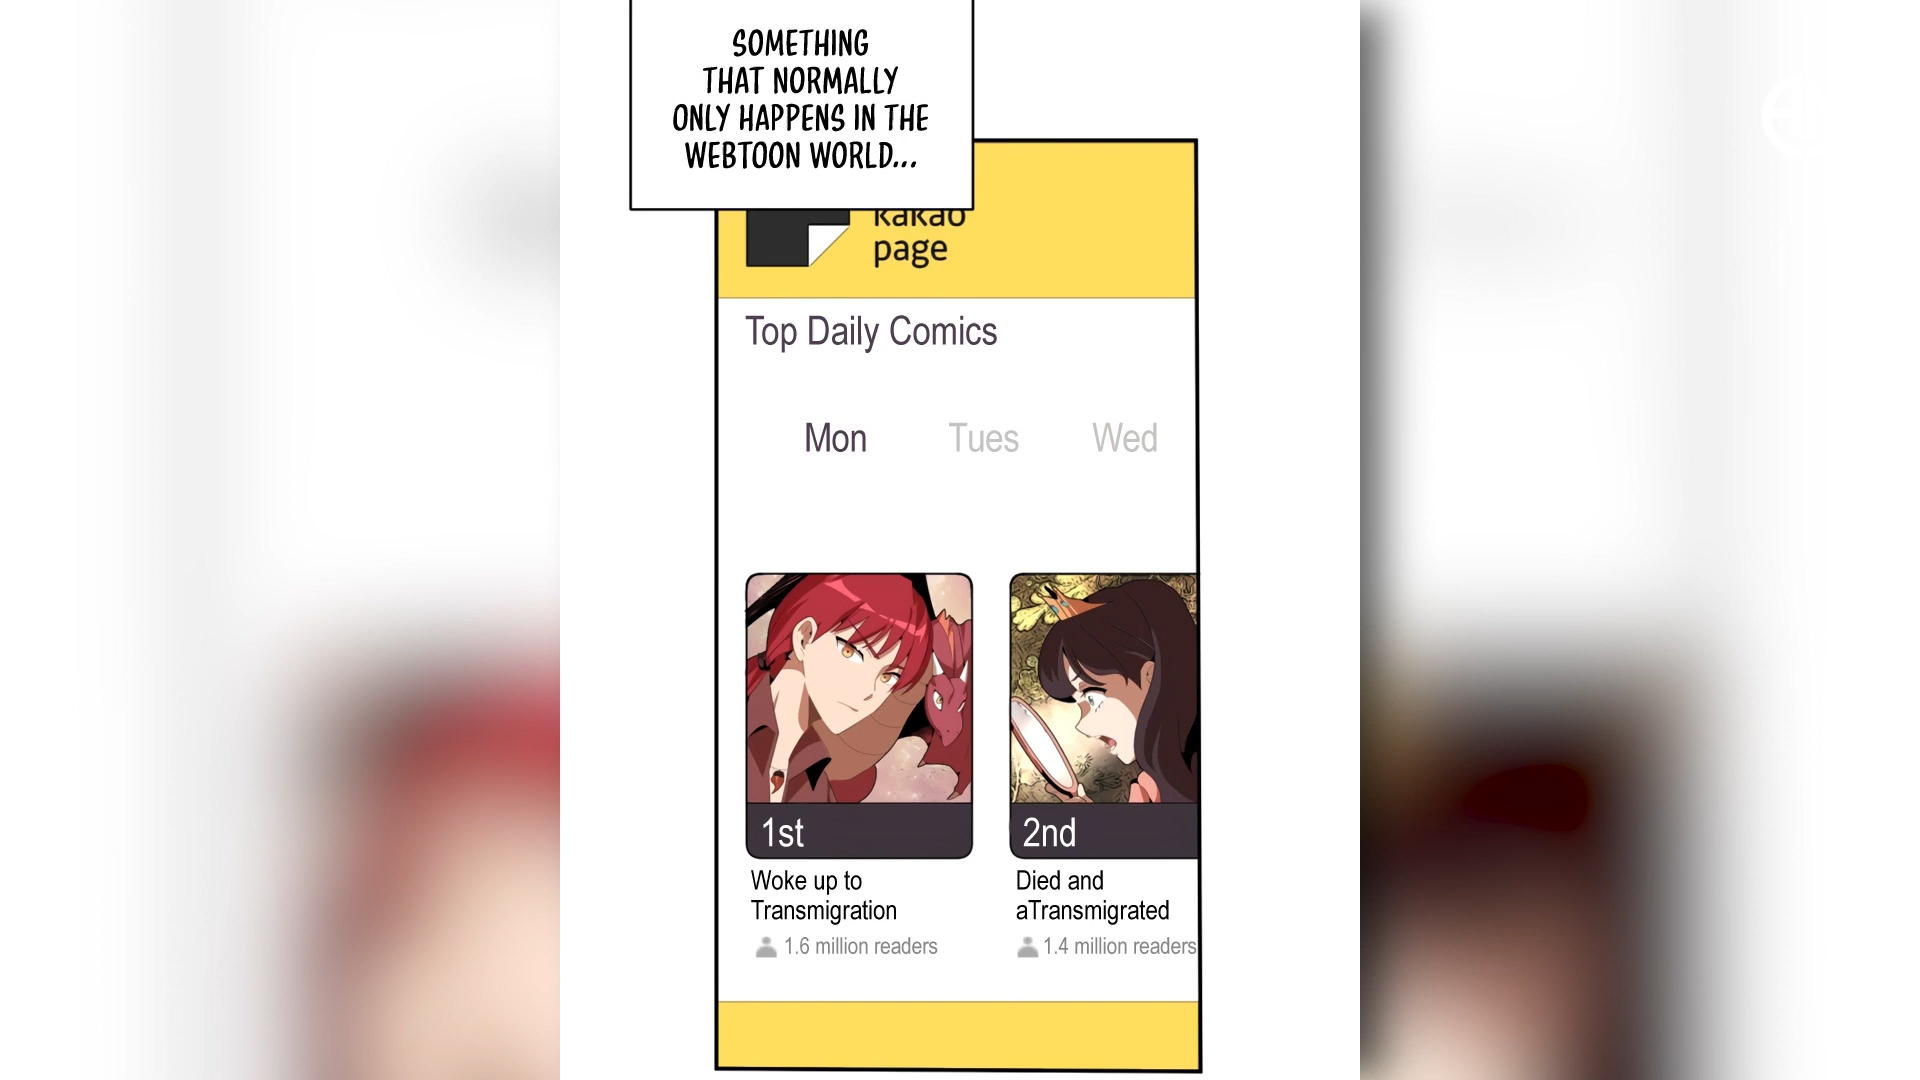 SOMETHING
THAT NORMALLY
ONLY HAPPENS IN THE
WEBTOON WORLD...
kakao
page
Top Daily Comics
Mon Tues Wed
1st 2nd
Woke up to
Transmigration
1.6 million readers
Died and
aTransmigrated
1.4 million readers